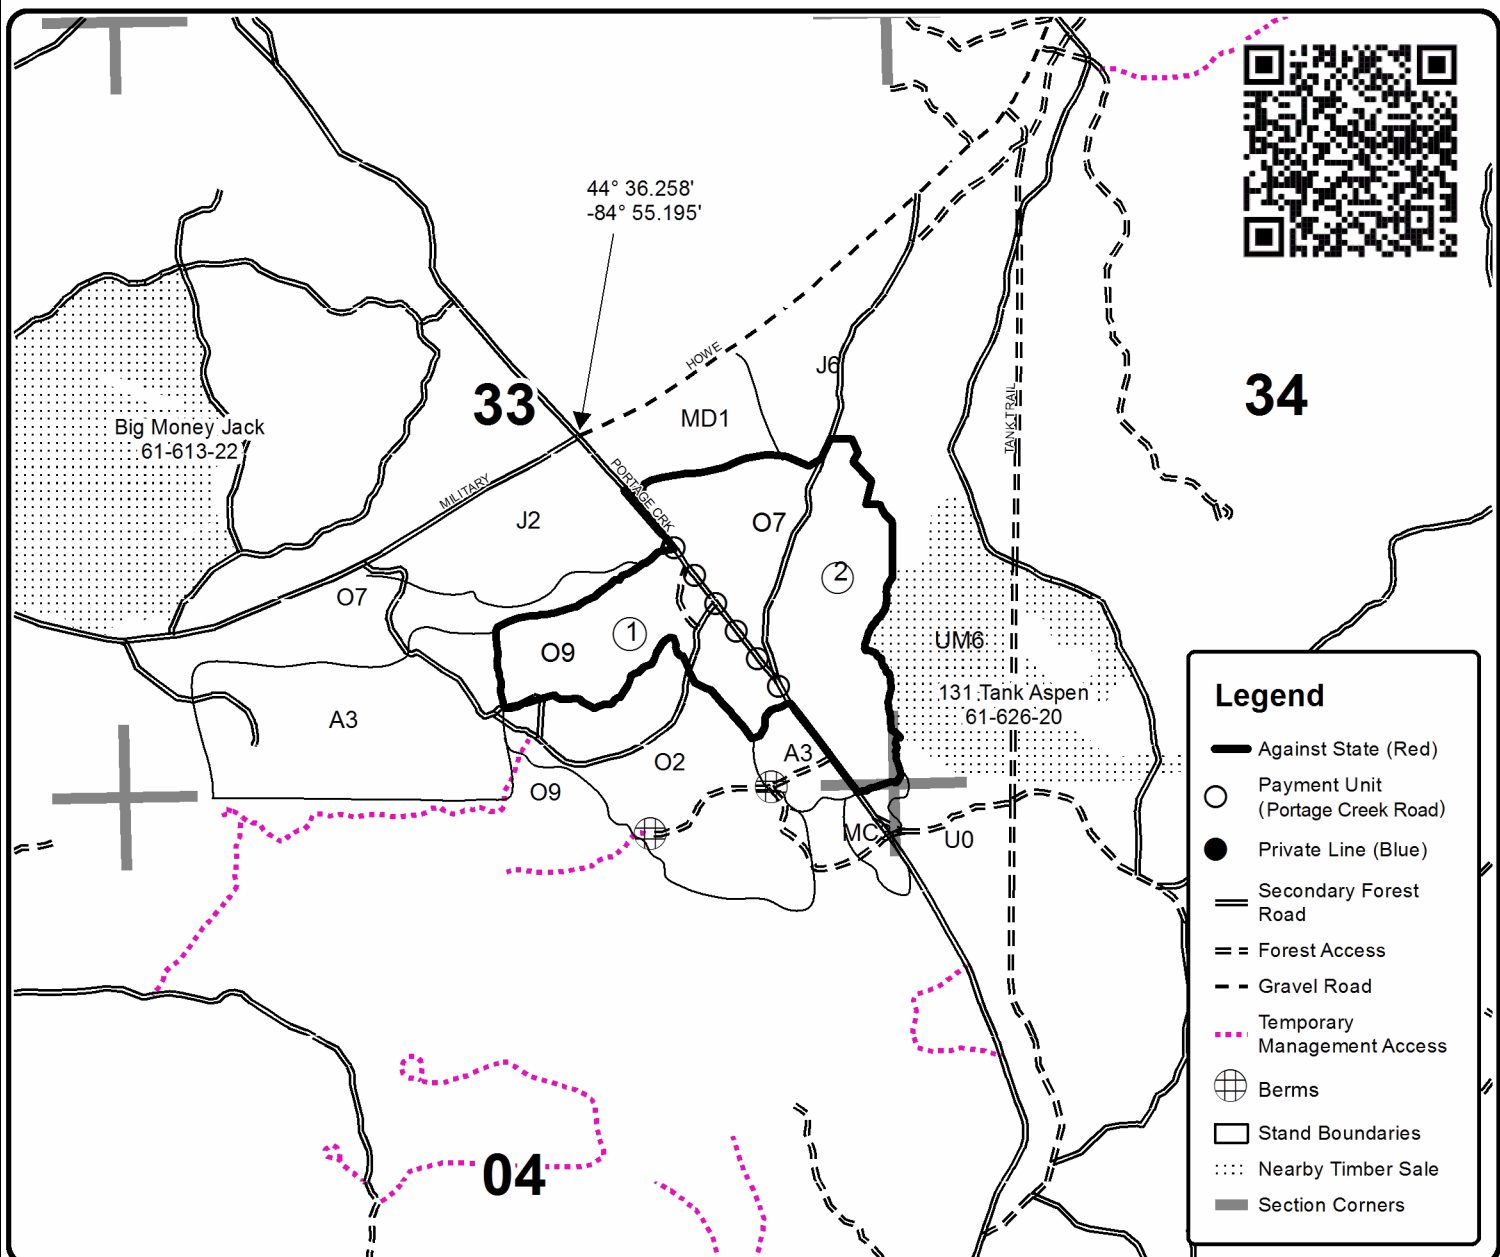 44° 36.258'
-84° 55.195'
HOWE
J6
33
34
MD1
TANK TRAIL
Big Money Jack
61-613-22
MILITARY
PORTAGE CRK
J2
O7
2
O7
1
O9
UM6
131 Tank Aspen
61-626-20
A3
A3
O2
O9
MC
U0
04
Legend
Against State (Red)
Payment Unit
(Portage Creek Road)
Private Line (Blue)
Secondary Forest
Road
Forest Access
Gravel Road
Temporary
Management Access
Berms
Stand Boundaries
Nearby Timber Sale
Section Corners